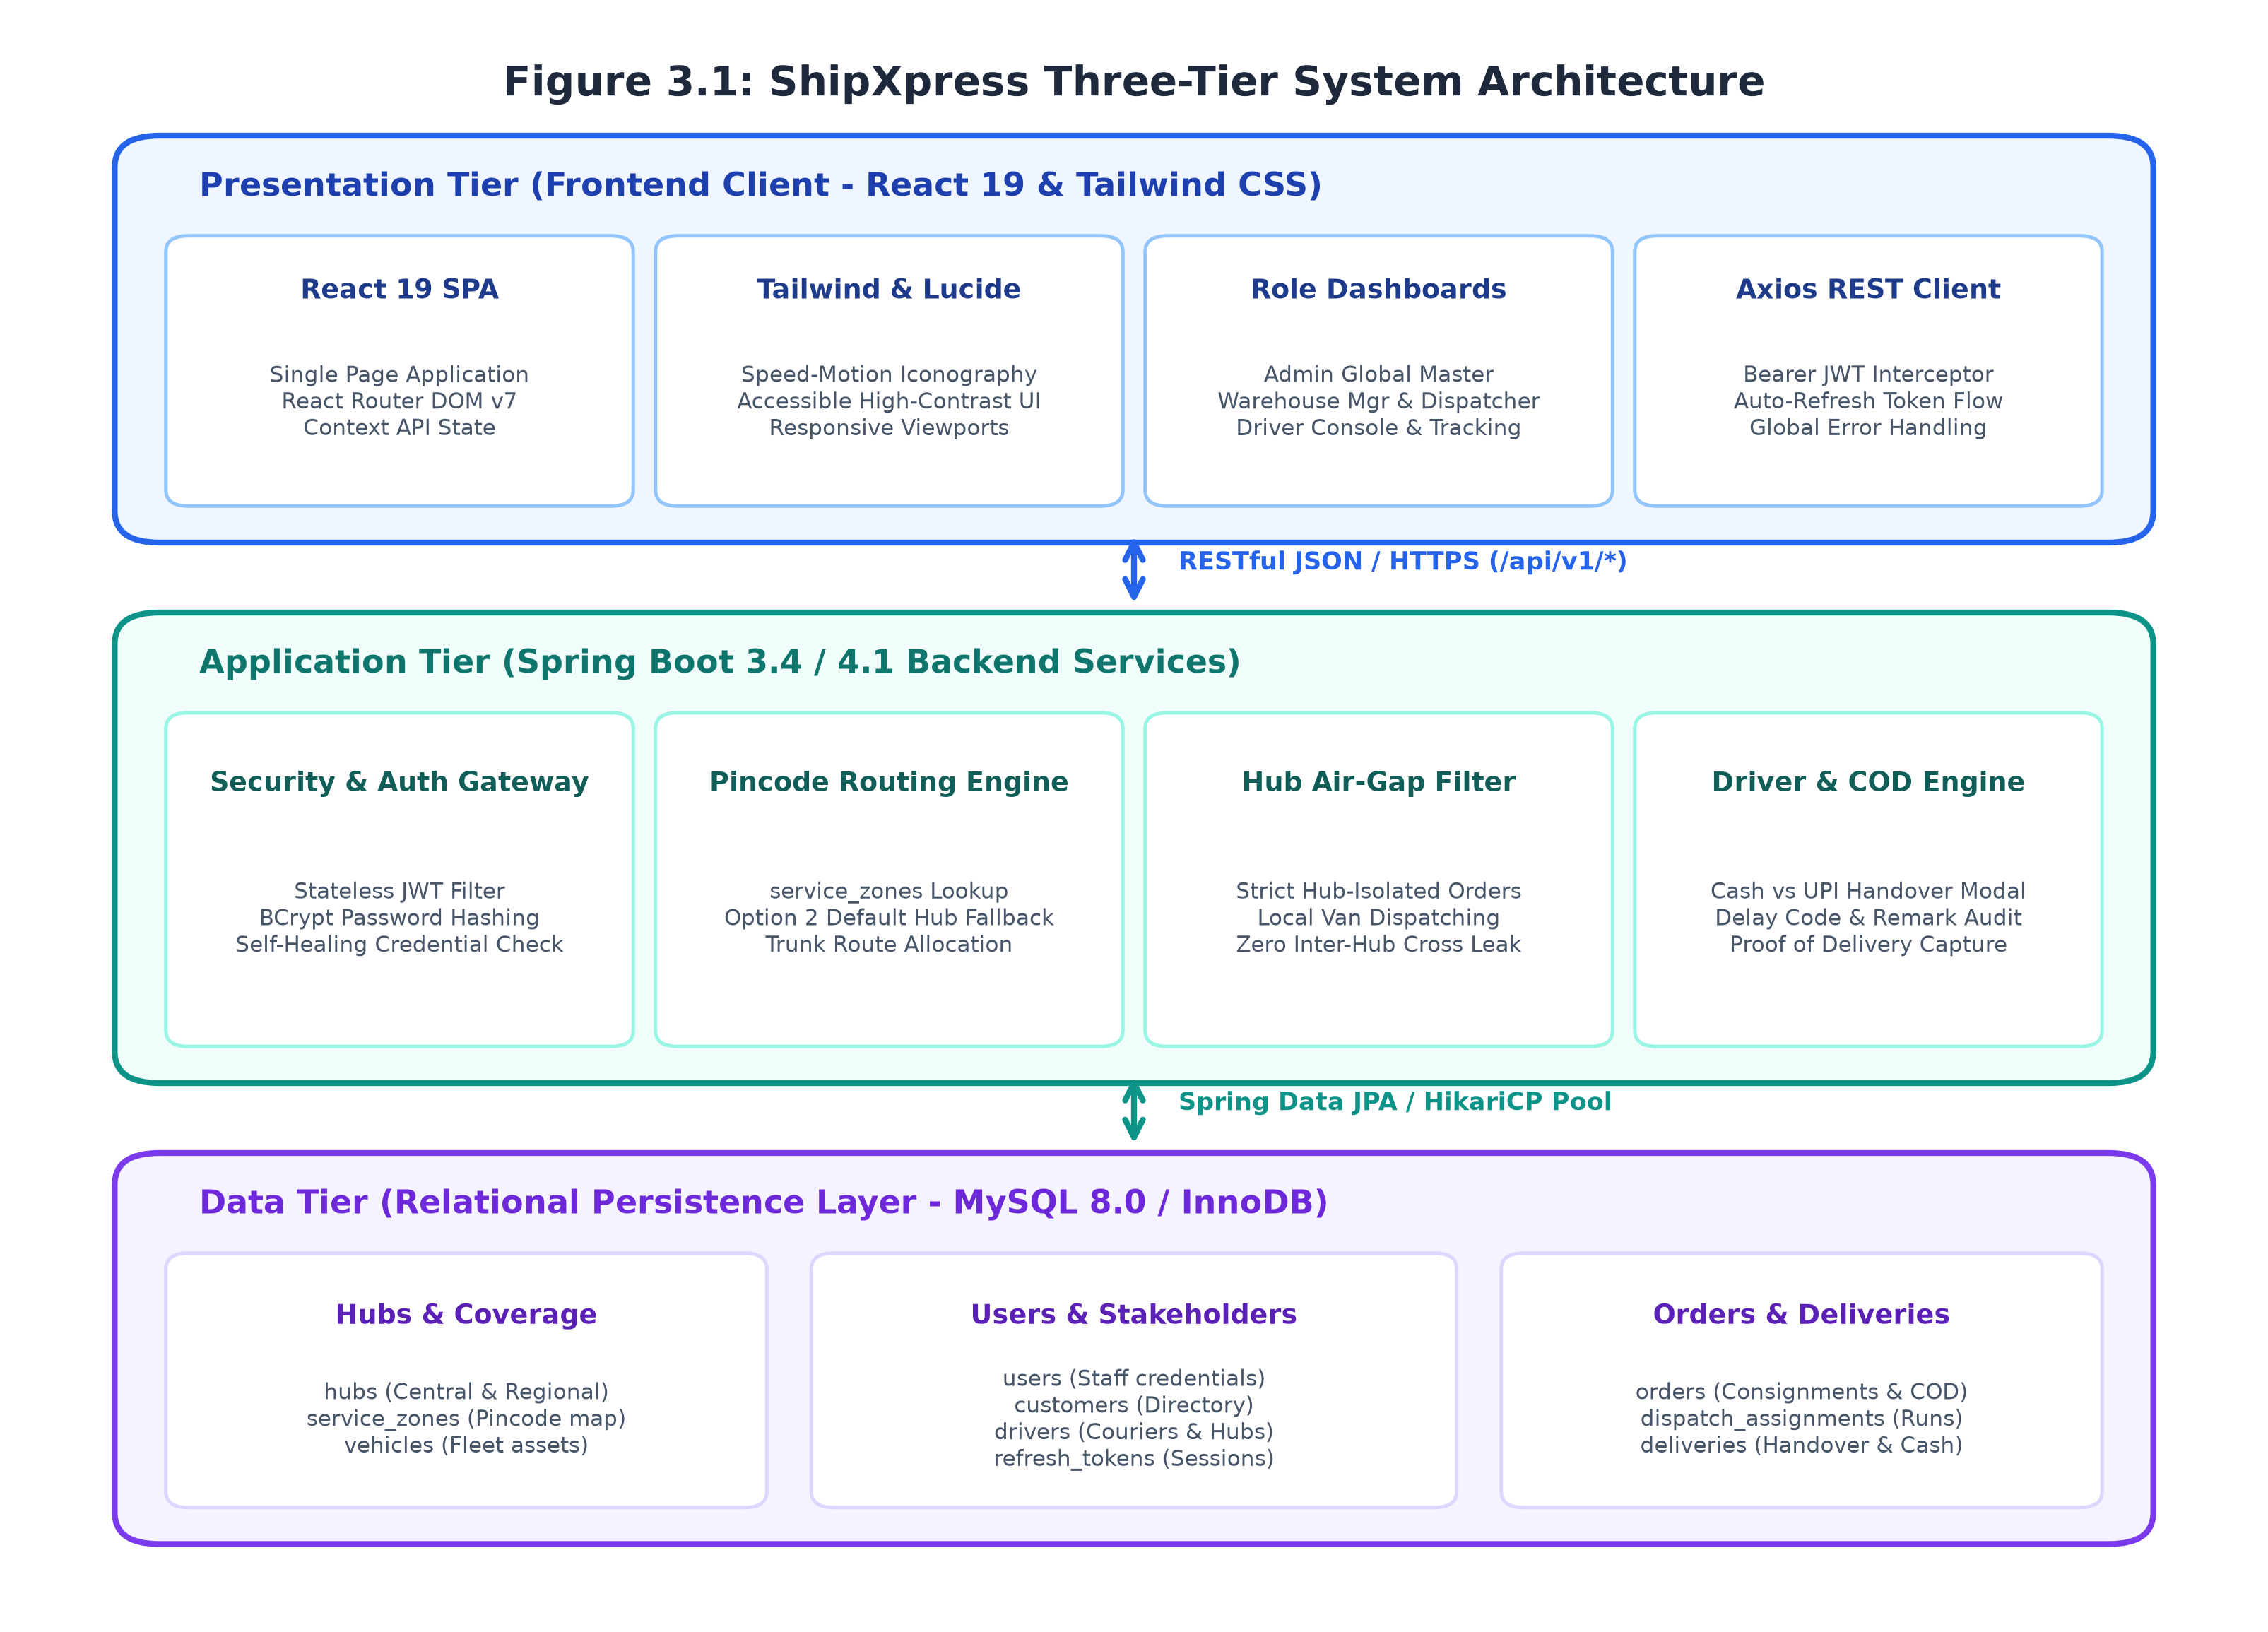 Figure 3.1: ShipXpress Three-Tier System Architecture
Presentation Tier (Frontend Client - React 19 & Tailwind CSS)
React 19 SPA
Single Page Application
React Router DOM v7
Context API State
Tailwind & Lucide
Speed-Motion Iconography
Accessible High-Contrast UI
Responsive Viewports
Role Dashboards
Admin Global Master
Warehouse Mgr & Dispatcher
Driver Console & Tracking
Axios REST Client
Bearer JWT Interceptor
Auto-Refresh Token Flow
Global Error Handling
RESTful JSON / HTTPS (/api/v1/*)
Application Tier (Spring Boot 3.4 / 4.1 Backend Services)
Security & Auth Gateway
Stateless JWT Filter
BCrypt Password Hashing
Self-Healing Credential Check
Pincode Routing Engine
service_zones Lookup
Option 2 Default Hub Fallback
Trunk Route Allocation
Hub Air-Gap Filter
Strict Hub-Isolated Orders
Local Van Dispatching
Zero Inter-Hub Cross Leak
Driver & COD Engine
Cash vs UPI Handover Modal
Delay Code & Remark Audit
Proof of Delivery Capture
Spring Data JPA / HikariCP Pool
Data Tier (Relational Persistence Layer - MySQL 8.0 / InnoDB)
Hubs & Coverage
hubs (Central & Regional)
service_zones (Pincode map)
vehicles (Fleet assets)
Users & Stakeholders
users (Staff credentials)
customers (Directory)
drivers (Couriers & Hubs)
refresh_tokens (Sessions)
Orders & Deliveries
orders (Consignments & COD)
dispatch_assignments (Runs)
deliveries (Handover & Cash)